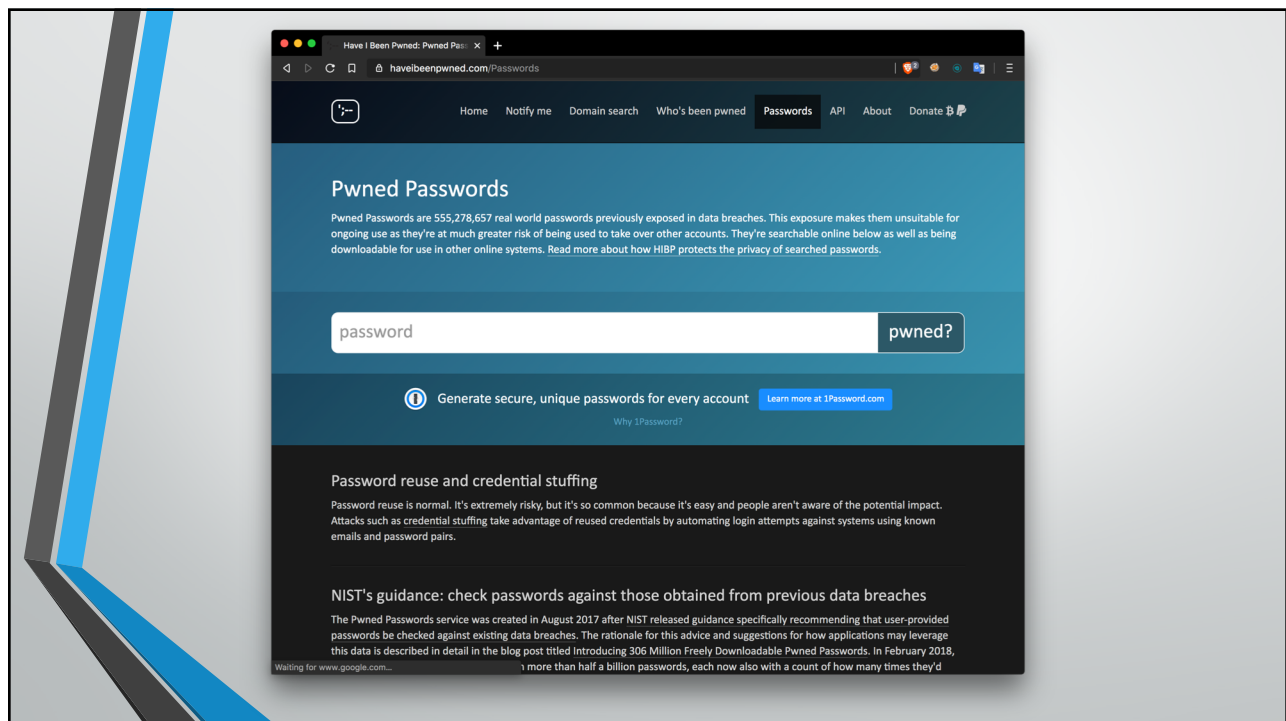 Have I Been Pwned: Pwned Pas
haveibeenpwned.com/Passwords
';--
Home Notify me Domain search Who's been pwned Passwords API About Donate
Pwned Passwords
Pwned Passwords are 555,278,657 real world passwords previously exposed in data breaches. This exposure makes them unsuitable for
ongoing use as they're at much greater risk of being used to take over other accounts. They're searchable online below as well as being
downloadable for use in other online systems. Read more about how HIBP protects the privacy of searched passwords.
password
pwned?
Generate secure, unique passwords for every account
Learn more at 1Password.com
Why 1Password?
Password reuse and credential stuffing
Password reuse is normal. It's extremely risky, but it's so common because it's easy and people aren't aware of the potential impact.
Attacks such as credential stuffing take advantage of reused credentials by automating login attempts against systems using known
emails and password pairs.
NIST's guidance: check passwords against those obtained from previous data breaches
The Pwned Passwords service was created in August 2017 after NIST released guidance specifically recommending that user-provided
passwords be checked against existing data breaches. The rationale for this advice and suggestions for how applications may leverage
this data is described in detail in the blog post titled Introducing 306 Million Freely Downloadable Pwned Passwords. In February 2018,
Waiting for www.google.com...
more than half a billion passwords, each now also with a count of how many times they'd